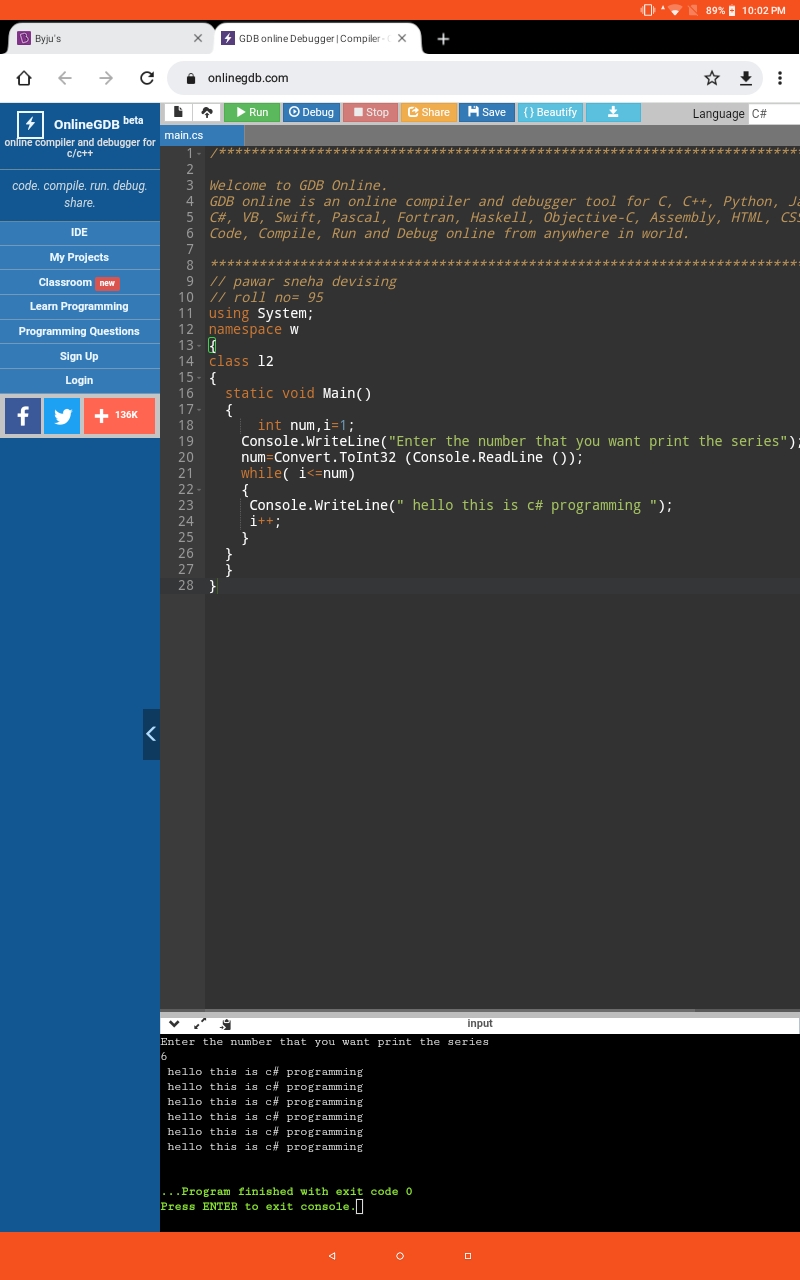 89% 10:02 PM
Byju's
GDB online Debugger | Compiler -
onlinegdb.com
OnlineGDB beta
online compiler and debugger for
c/c++
code. compile. run. debug.
share.
IDE
My Projects
Classroom new
Learn Programming
Programming Questions
Sign Up
Login
136K
Run Debug Stop Share Save { } Beautify
Language C#
main.cs
1 /******************************************************************************
2
3 Welcome to GDB Online.
4 GDB online is an online compiler and debugger tool for C, C++, Python,
5 C#, VB, Swift, Pascal, Fortran, Haskell, Objective-C, Assembly, HTML,
6 Code, Compile, Run and Debug online from anywhere in world.
7
8 *******************************************************************************
9 // pawar sneha devising
10 // roll no= 95
11 using System;
12 namespace w
13 {
14 class l2
15 {
16 static void Main()
17 {
18 int num,i=1;
19 Console.WriteLine("Enter the number that you want print the series");
20 num=Convert.ToInt32 (Console.ReadLine ());
21 while( i<=num)
22 {
23 Console.WriteLine(" hello this is c# programming ");
24 i++;
25 }
26 }
27 }
28 }
input
Enter the number that you want print the series
6
hello this is c# programming
hello this is c# programming
hello this is c# programming
hello this is c# programming
hello this is c# programming
hello this is c# programming
...Program finished with exit code 0
Press ENTER to exit console.